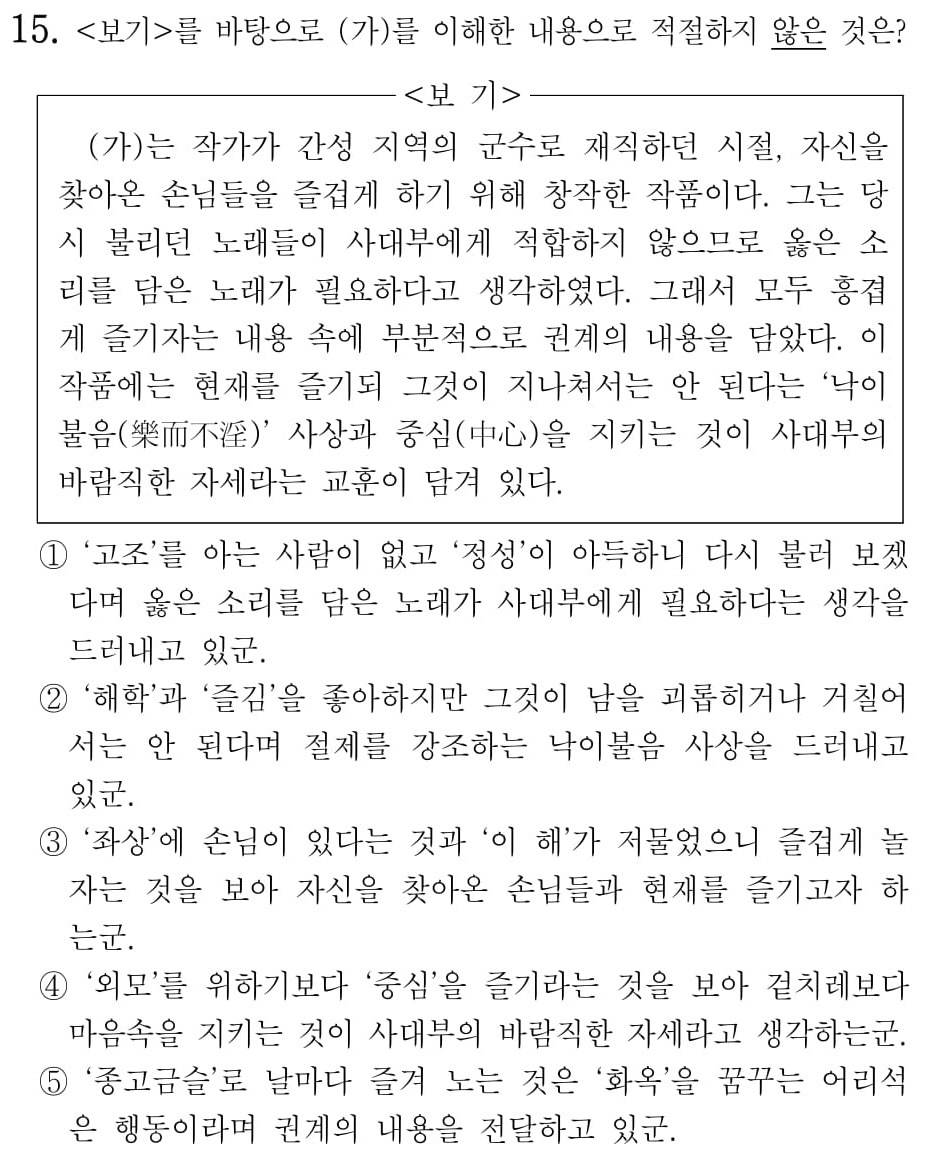 15. <보기>를 바탕으로 (가)를 이해한 내용으로 적절하지 않은 것은?
<보 기>
(가)는 작가가 간성 지역의 군수로 재직하던 시절, 자신을
찾아온 손님들을 즐겁게 하기 위해 창작한 작품이다. 그는 당
시 불리던 노래들이 사대부에게 적합하지 않으므로 옳은 소
리를 담은 노래가 필요하다고 생각하였다. 그래서 모두 흥겹
게 즐기자는 내용 속에 부분적으로 권계의 내용을 담았다. 이
작품에는 현재를 즐기되 그것이 지나쳐서는 안 된다는 ‘낙이
불음(樂而不淫)’ 사상과 중심(中心)을 지키는 것이 사대부의
바람직한 자세라는 교훈이 담겨 있다.
① ‘고조’를 아는 사람이 없고 ‘정성’이 아득하니 다시 불러 보겠
다며 옳은 소리를 담은 노래가 사대부에게 필요하다는 생각을
드러내고 있군.
② ‘해학’과 ‘즐김’을 좋아하지만 그것이 남을 괴롭히거나 거칠어
서는 안 된다며 절제를 강조하는 낙이불음 사상을 드러내고
있군.
③ ‘좌상’에 손님이 있다는 것과 ‘이 해’가 저물었으니 즐겁게 놀
자는 것을 보아 자신을 찾아온 손님들과 현재를 즐기고자 하
는군.
④ ‘외모’를 위하기보다 ‘중심’을 즐기라는 것을 보아 겉치레보다
마음속을 지키는 것이 사대부의 바람직한 자세라고 생각하는군.
⑤ ‘종고금슬’로 날마다 즐겨 노는 것은 ‘화옥’을 꿈꾸는 어리석
은 행동이라며 권계의 내용을 전달하고 있군.